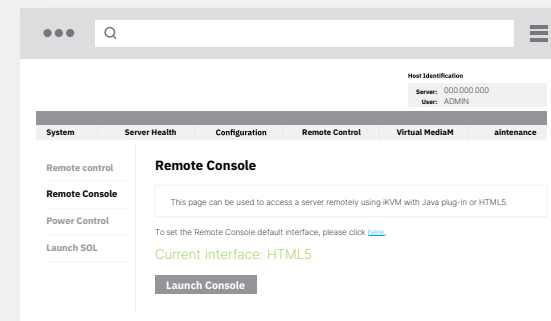 Host Identification
Server: 000.000.000
User: ADMIN
System Server Health Configuration Remote Control Virtual MediaM aintenance
Remote control
Remote Console
Power Control
Launch SOL
Remote Console
This page can be used to access a server remotely using iKVM with Java plug-in or HTML5.
To set the Remote Console default interface, please click here.
Current interface: HTML5
Launch Console